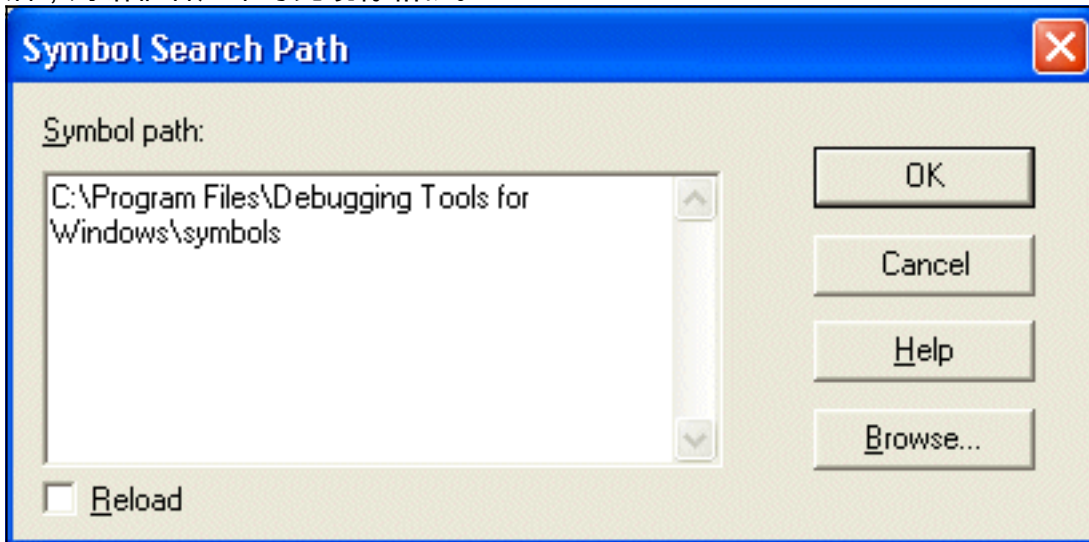 Symbol Search Path
Symbol path:
C:\Program Files\Debugging Tools for
Windows\symbols
OK
Cancel
Help
Browse...
Reload